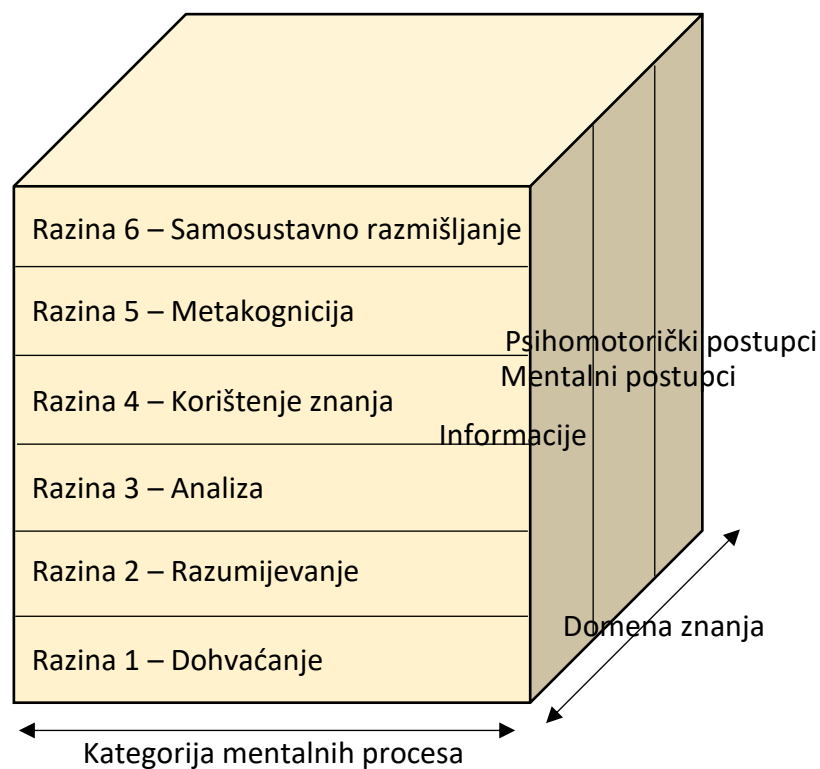 Razina 6 – Samosustavno razmišljanje
Razina 5 – Metakognicija
Psihomotorički postupci
Mentalni postupci
Razina 4 – Korištenje znanja
Informacije
Razina 3 – Analiza
Razina 2 – Razumijevanje
Domena znanja
Razina 1 – Dohvaćanje
Kategorija mentalnih procesa